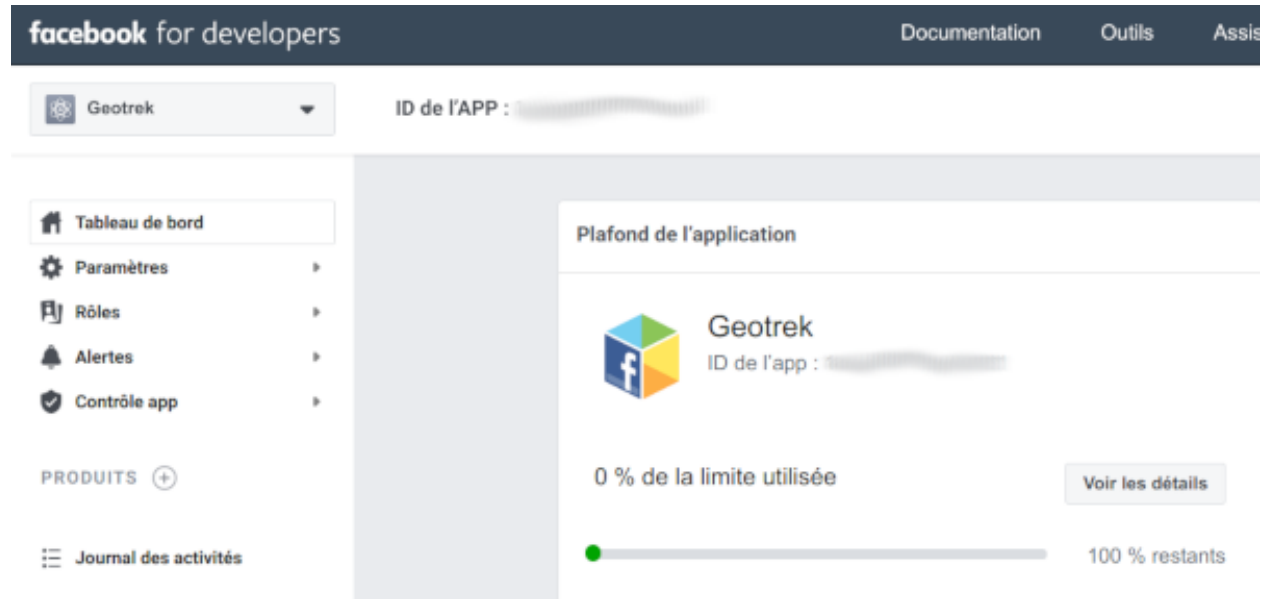 facebook for developers Documentation Outils
Geotrek ID de l'APP :
Tableau de bord
Plafond de l'application
Paramètres
Rôles
Geotrek
Alertes
ID de l'app :
Contrôle app
PRODUITS
0 % de la limite utilisée Voir les détails
Journal des activités
100 % restants